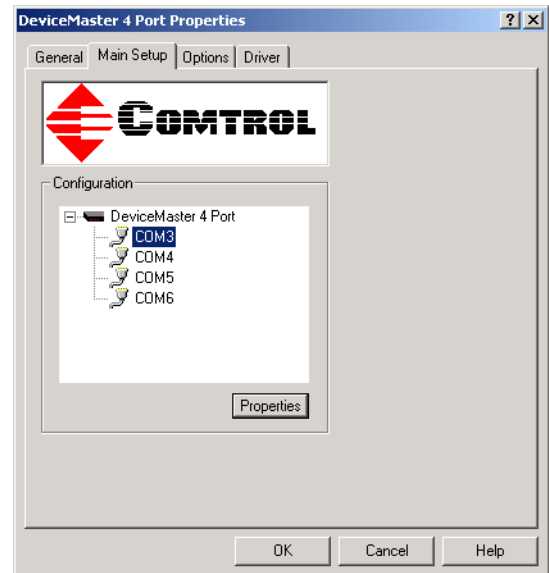 DeviceMaster 4 Port Properties
General Main Setup Options Driver
COMTROL
Configuration
DeviceMaster 4 Port
COM3
COM4
COM5
COM6
Properties
OK Cancel Help